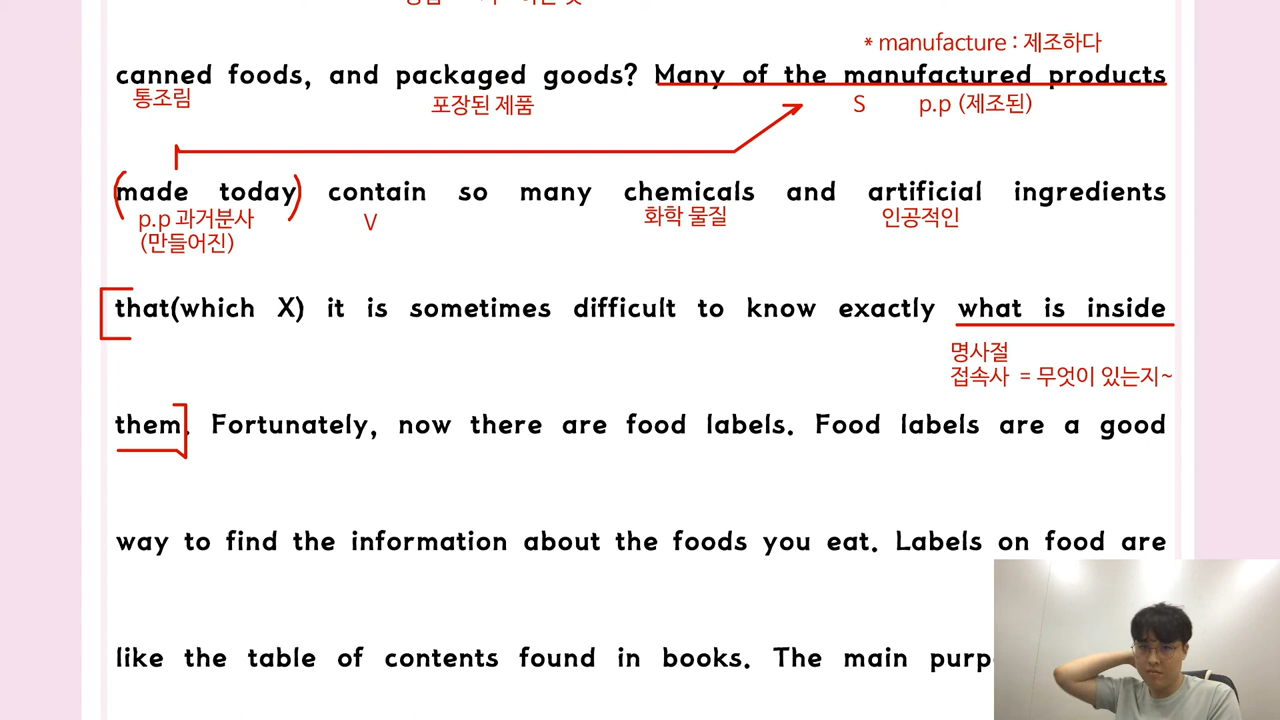 * manufacture : 제조하다
canned foods, and packaged goods? Many of the manufactured products
통조림 포장된 제품 S p.p (제조된)
(made today) contain so many chemicals and artificial ingredients
p.p 과거분사 V 화학 물질 인공적인
(만들어진)
that(which X) it is sometimes difficult to know exactly what is inside
명사절
접속사 = 무엇이 있는지~
them. Fortunately, now there are food labels. Food labels are a good
way to find the information about the foods you eat. Labels on food are
like the table of contents found in books. The main